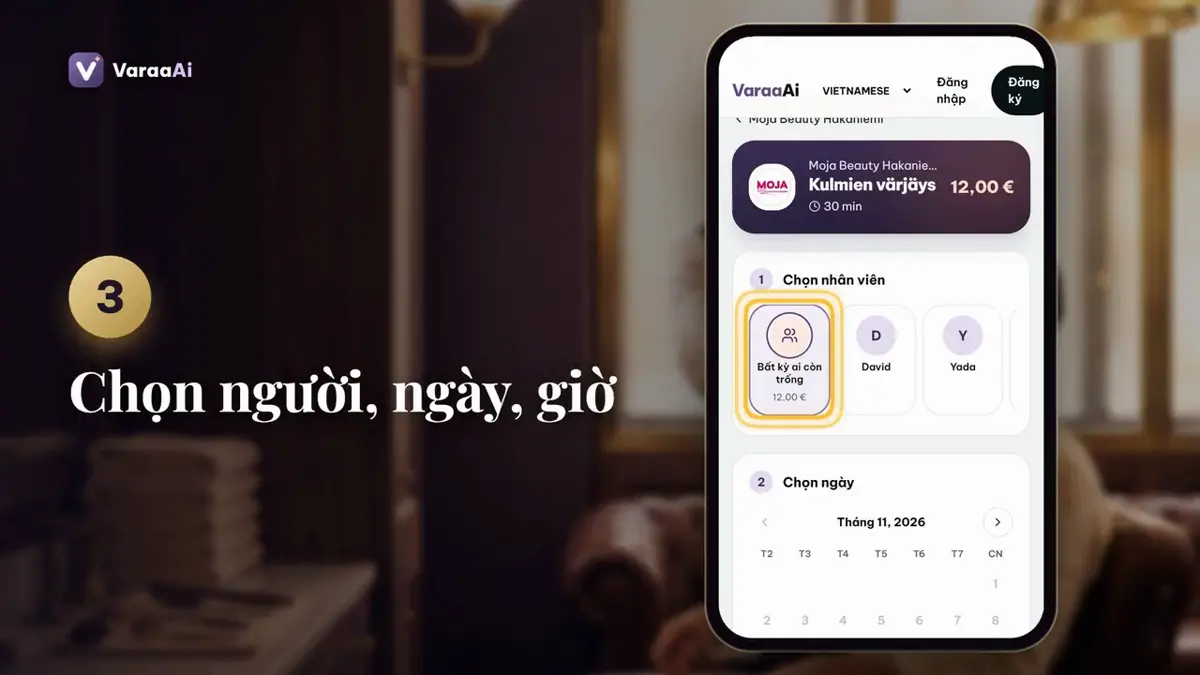 VaraaAi
3
Chọn người, ngày, giờ
VaraaAi
VIETNAMESE
Đăng
nhập
Đăng
ký
Moja Beauty Hakaniemi
MOJA
Moja Beauty Hakanie...
Kulmien värjäys
12,00 €
30 min
1 Chọn nhân viên
Bất kỳ ai còn
trống
12,00 €
D
David
Y
Yada
2 Chọn ngày
Tháng 11, 2026
T2 T3 T4 T5 T6 T7 CN
1
2 3 4 5 6 7 8